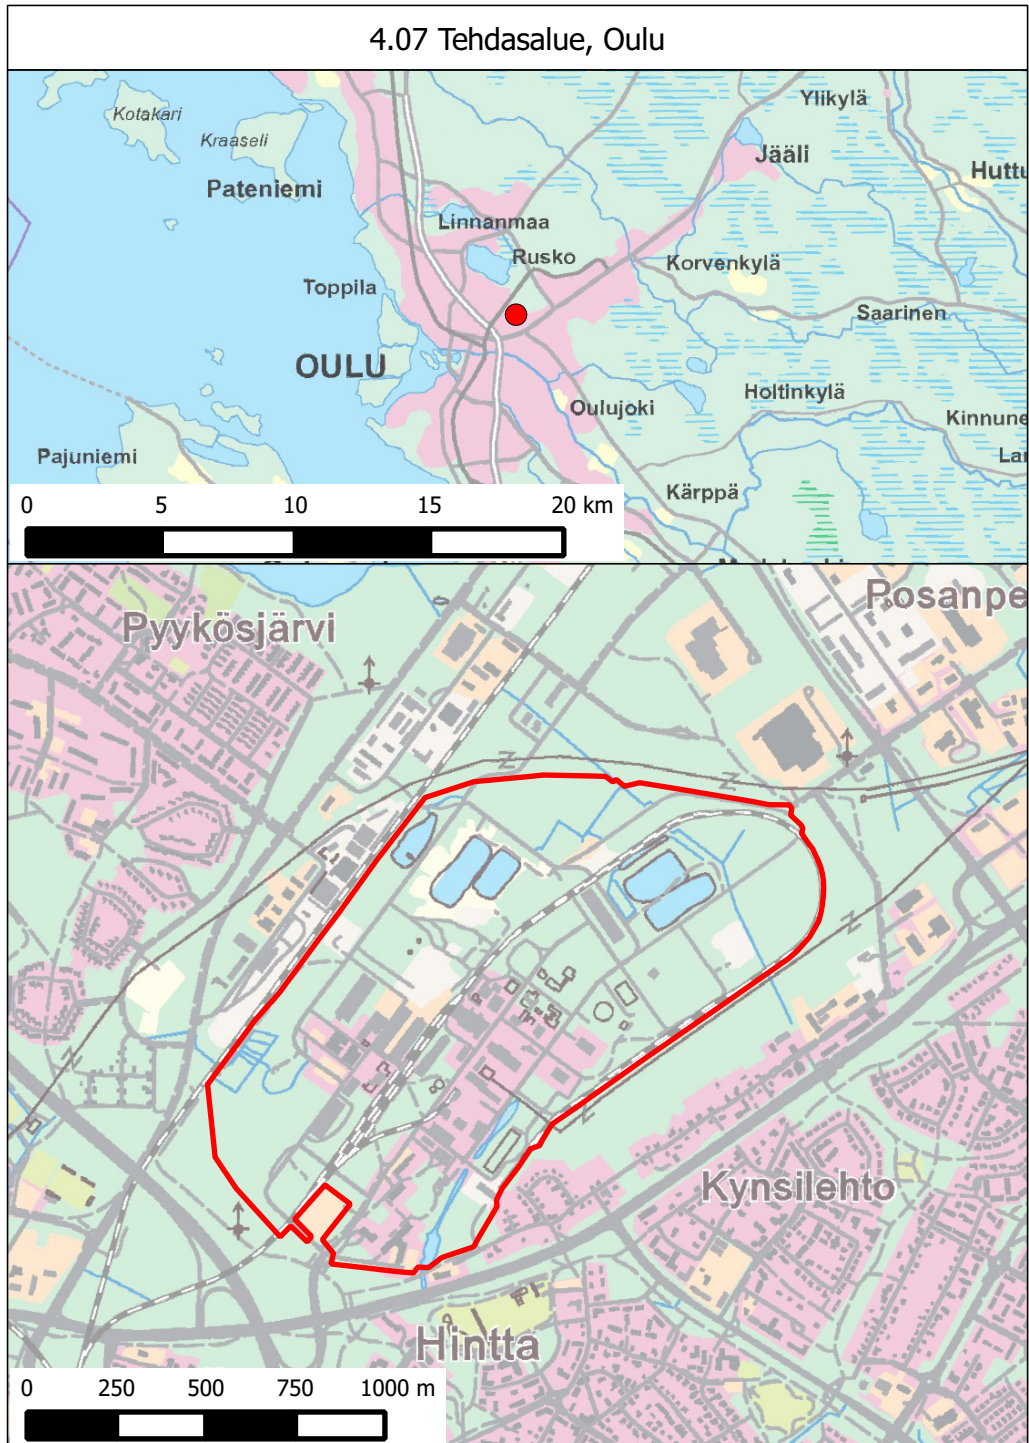 4.07 Tehdasalue, Oulu
Kotakari
Ylikylä
Kraaseli
Jääli
Pateniemi
Linnanmaa
Rusko
Korvenkylä
Toppila
Saarinen
OULU
Oulujoki
Holtinkylä
Pajuniemi
Kärppä
0 5 10 15 20 km
Pyykösjärvi
Kynsilehto
Hintta
0 250 500 750 1000 m